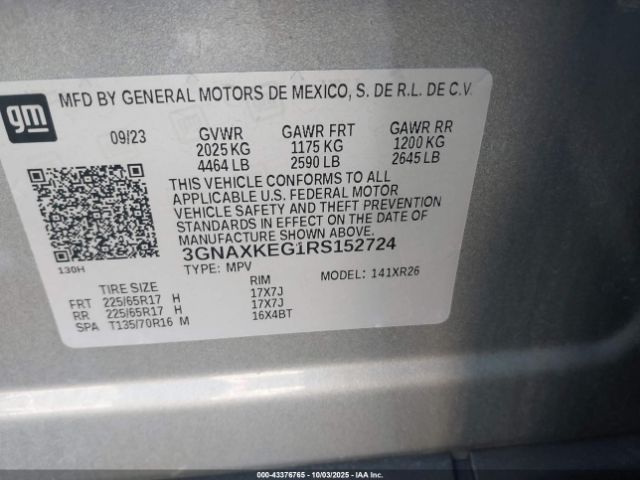 gm
MFD BY GENERAL MOTORS DE MEXICO, S. DE R.L. DE C.V.
09/23 GVWR GAWR FRT GAWR RR
2025 KG 1175 KG 1200 KG
4464 LB 2590 LB 2645 LB
THIS VEHICLE CONFORMS TO ALL
APPLICABLE U.S. FEDERAL MOTOR
VEHICLE SAFETY AND THEFT PREVENTION
STANDARDS IN EFFECT ON THE DATE OF
MANUFACTURE SHOWN ABOVE.
3GNAXKEG1RS152724
130H
TYPE: MPV MODEL: 141XR26
TIRE SIZE RIM
FRT 225/65R17 H 17X7J
RR 225/65R17 H 17X7J
SPA T135/70R16 M 16X4BT
© 00-43376765 | 10/03/2025 - IAA, Inc.